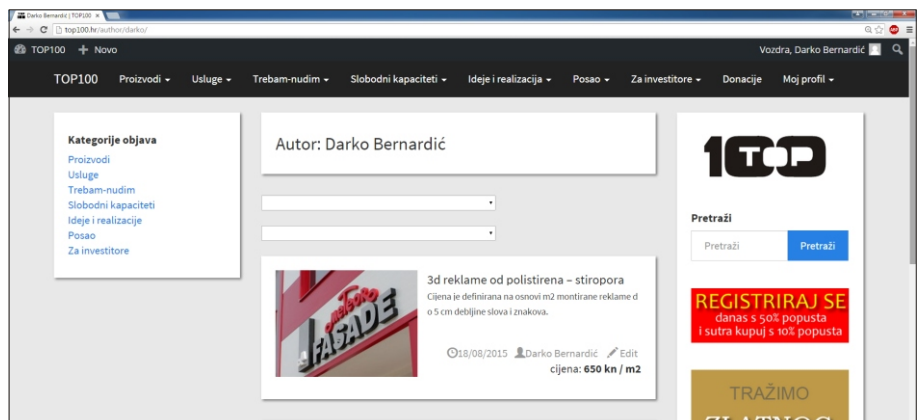 Darko Bernardić | TOP100
top100.hr/author/darko/
TOP100 + Novo
Vozdra, Darko Bernardić
TOP100 Proizvodi Usluge Trebam-nudim Slobodni kapaciteti Ideje i realizacija Posao Za investitore Donacije Moj profil
Kategorije objava
Proizvodi
Usluge
Trebam-nudim
Slobodni kapaciteti
Ideje i realizacije
Posao
Za investitore
Autor: Darko Bernardić
3d reklame od polistirena – stiropora
Cijena je definirana na osnovi m2 montirane reklame d
o 5 cm debljine slova i znakova.
18/08/2015 Darko Bernardić Edit
cijena: 650 kn / m2
METEORO
FASADE
100
TOP
Pretraži
Pretraži Pretraži
REGISTRIRAJ SE
danas s 50% popusta
i sutra kupuj s 10% popusta
TRAŽIMO
ZLATNOG